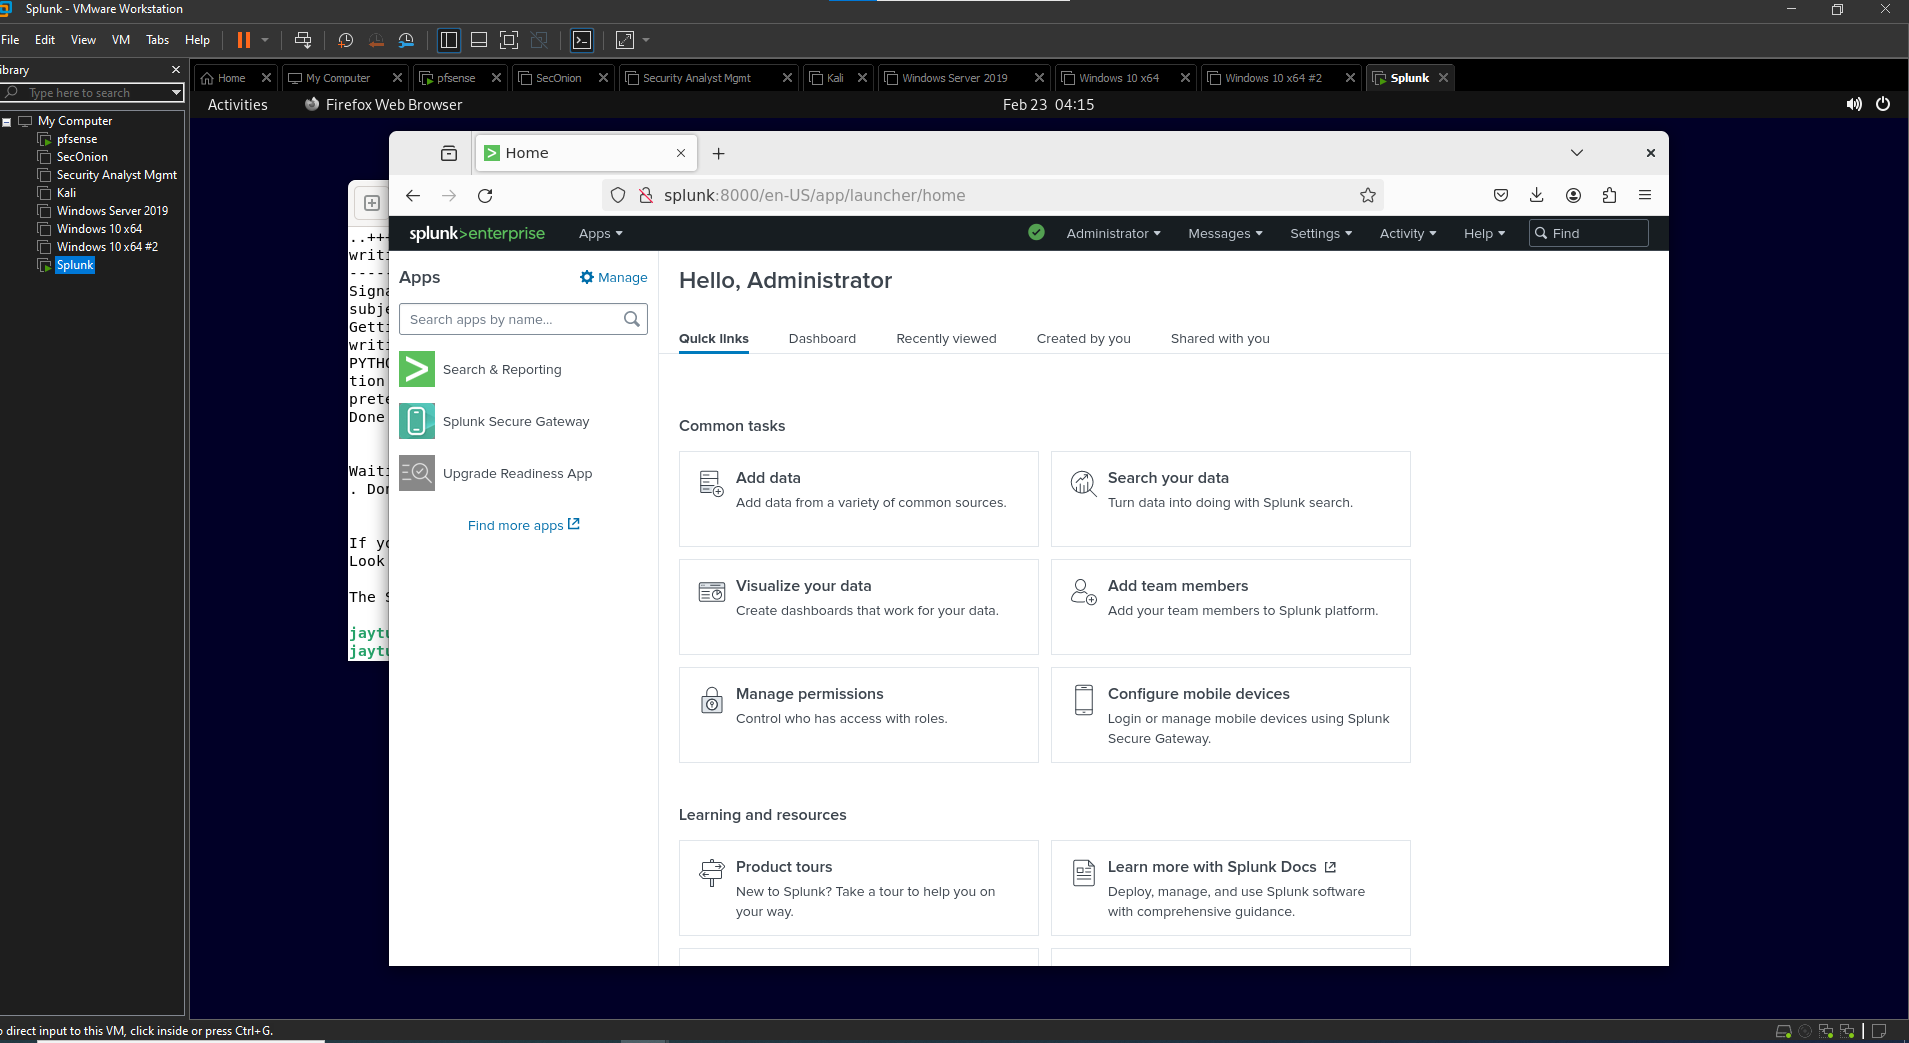 Splunk - VMware Workstation
File Edit View VM Tabs Help
ibrary
Type here to search
My Computer
pfsense
SecOnion
Security Analyst Mgmt
Kali
Windows Server 2019
Windows 10 x64
Windows 10 x64 #2
Splunk
Home My Computer pfsense SecOnion Security Analyst Mgmt Kali Windows Server 2019 Windows 10 x64 Windows 10 x64 #2 Splunk
Activities Firefox Web Browser Feb 23 04:15
Home
splunk:8000/en-US/app/launcher/home
..++
writi
-----
Signa
subje
Getti
writi
PYTHO
tion
prete
Done
Waiti
. Don
If yo
Look
The S
jaytu
jaytu
splunk>enterprise Apps Administrator Messages Settings Activity Help Find
Apps Manage
Search apps by name...
Search & Reporting
Splunk Secure Gateway
Upgrade Readiness App
Find more apps
Hello, Administrator
Quick links Dashboard Recently viewed Created by you Shared with you
Common tasks
Add data
Add data from a variety of common sources.
Search your data
Turn data into doing with Splunk search.
Visualize your data
Create dashboards that work for your data.
Add team members
Add your team members to Splunk platform.
Manage permissions
Control who has access with roles.
Configure mobile devices
Login or manage mobile devices using Splunk
Secure Gateway.
Learning and resources
Product tours
New to Splunk? Take a tour to help you on
your way.
Learn more with Splunk Docs
Deploy, manage, and use Splunk software
with comprehensive guidance.
o direct input to this VM, click inside or press Ctrl+G.